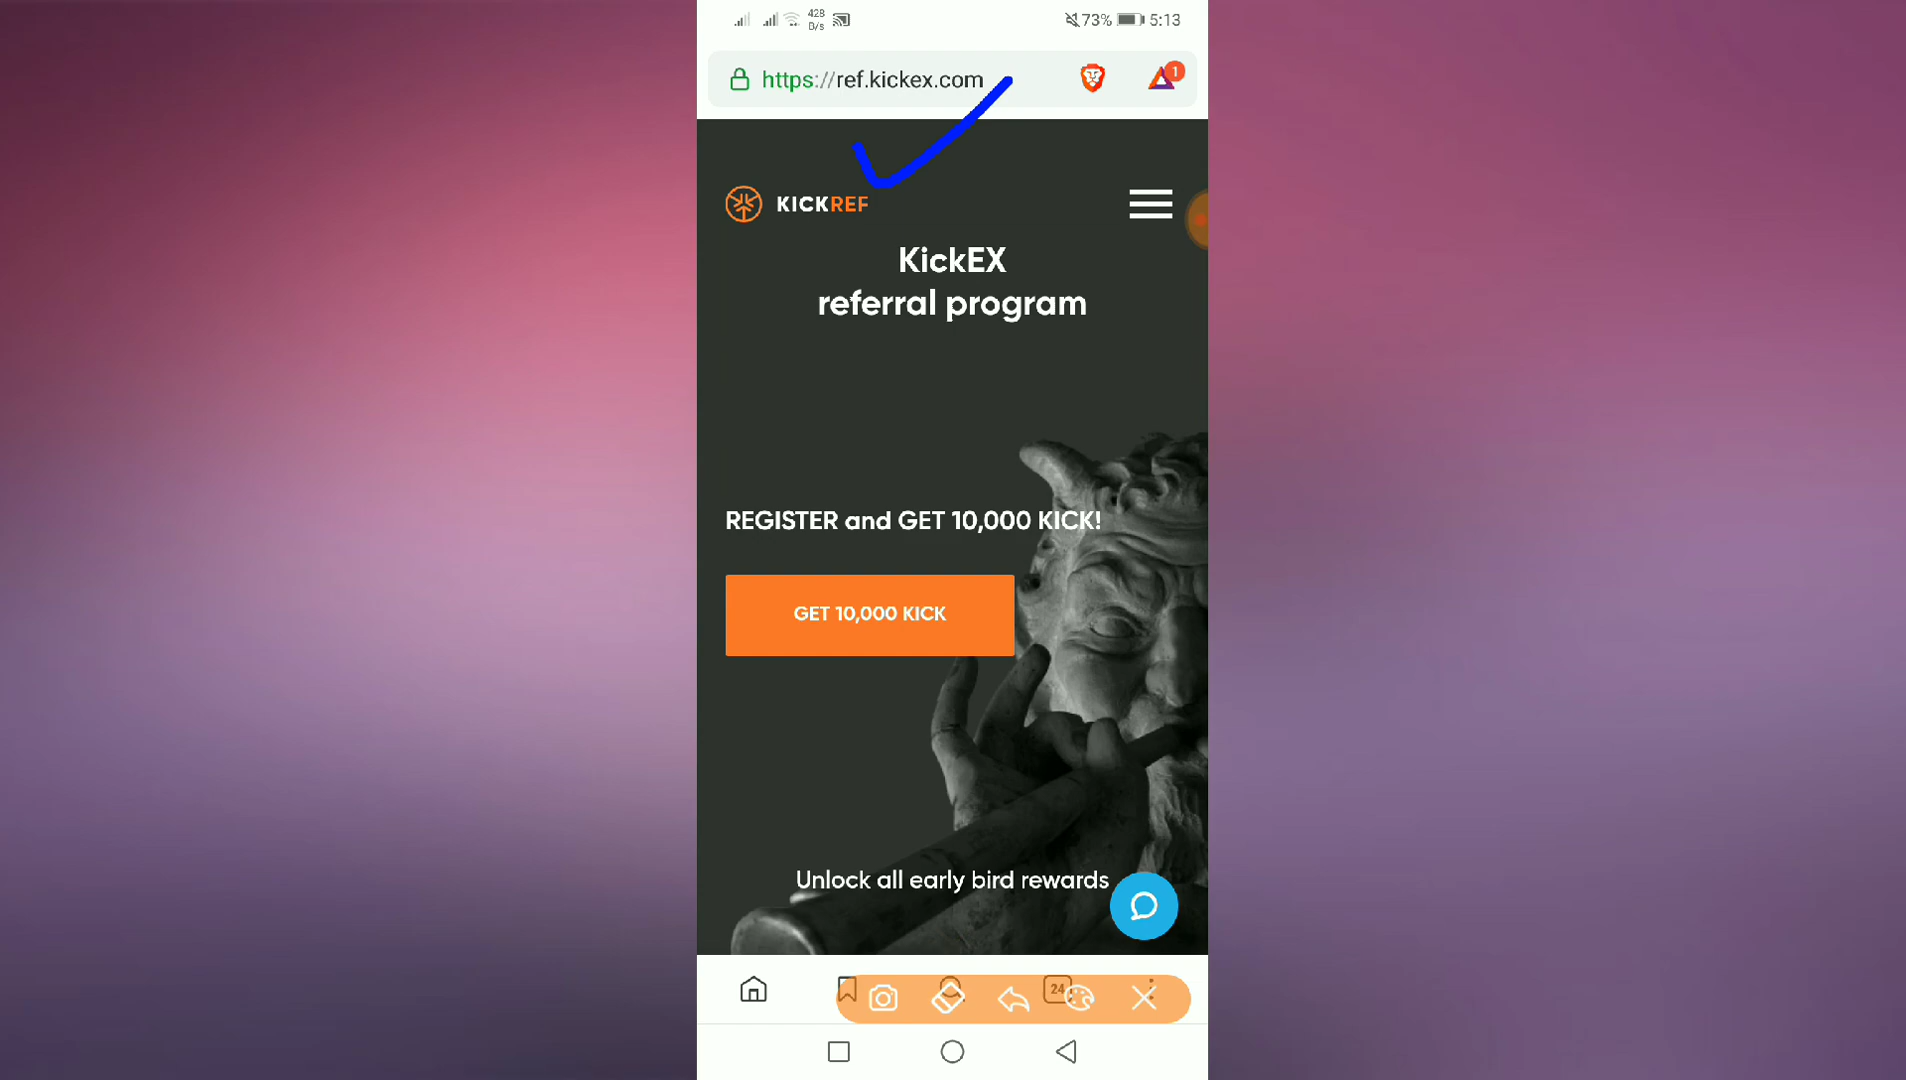 428
B/s
73%
5:13
https://ref.kickex.com
1
KICKREF
KickEX
referral program
REGISTER and GET 10,000 KICK!
GET 10,000 KICK
Unlock all early bird rewards
24